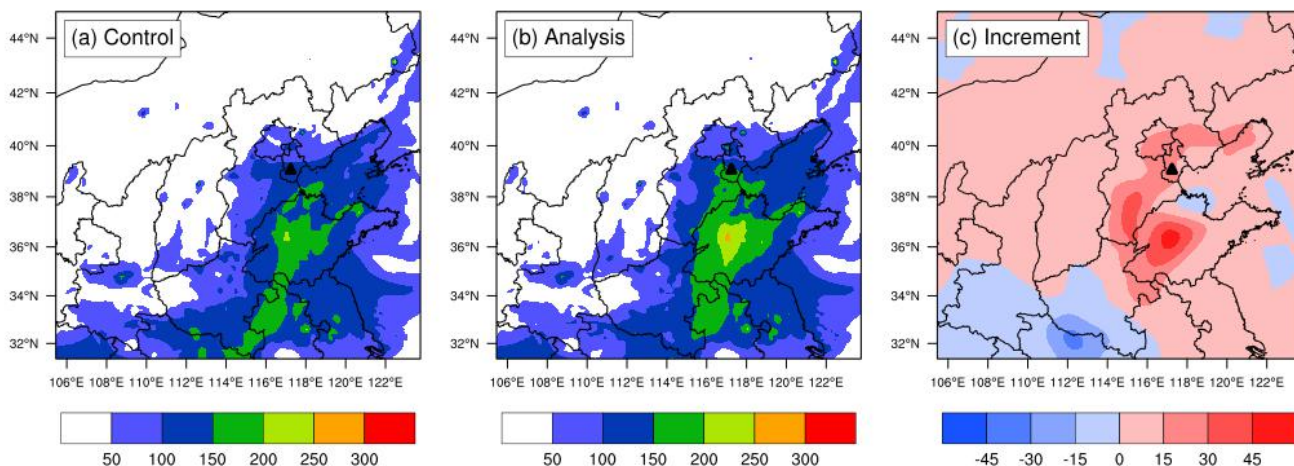 (a) Control
(b) Analysis
(c) Increment
44°N
42°N
40°N
38°N
36°N
34°N
32°N
106°E 108°E 110°E 112°E 114°E 116°E 118°E 120°E 122°E
44°N
42°N
40°N
38°N
36°N
34°N
32°N
106°E 108°E 110°E 112°E 114°E 116°E 118°E 120°E 122°E
44°N
42°N
40°N
38°N
36°N
34°N
32°N
106°E 108°E 110°E 112°E 114°E 116°E 118°E 120°E 122°E
50 100 150 200 250 300
50 100 150 200 250 300
-45 -30 -15 0 15 30 45